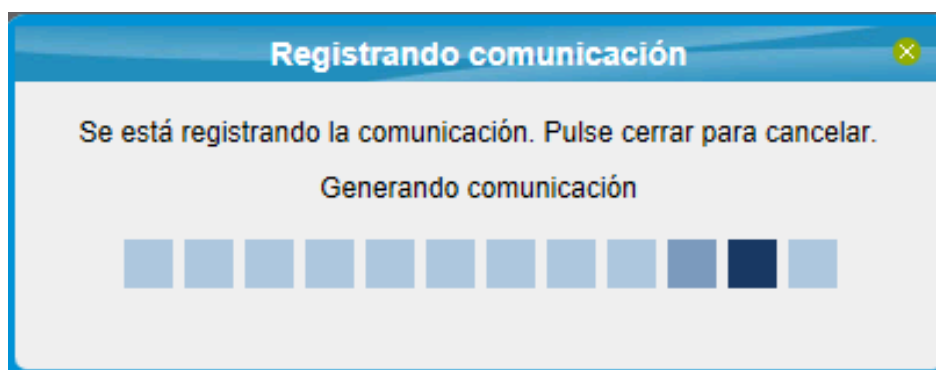 Registrando comunicación
Se está registrando la comunicación. Pulse cerrar para cancelar.
Generando comunicación